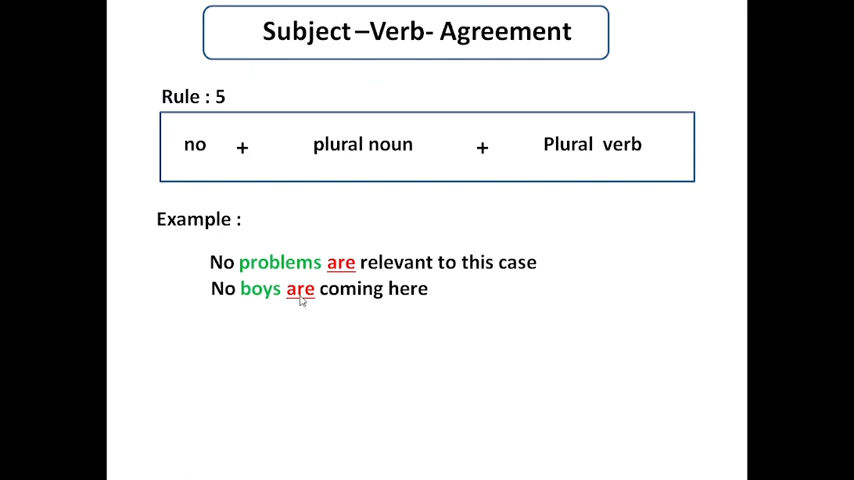 Subject –Verb- Agreement
Rule : 5
no + plural noun + Plural verb
Example :
No problems are relevant to this case
No boys are coming here